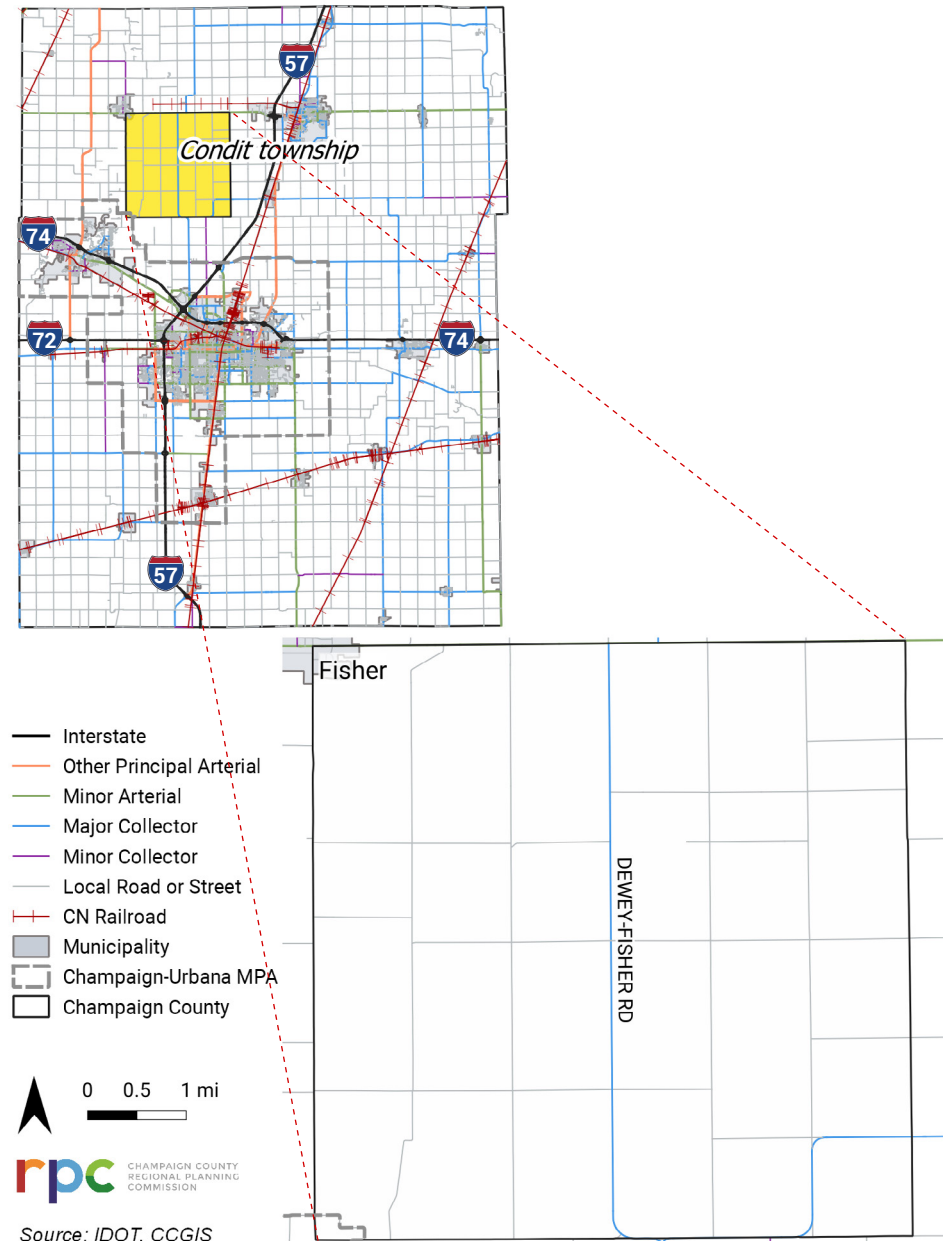 57
Condit township
74
72
74
57
Fisher
DEWEY-FISHER RD
Interstate
Other Principal Arterial
Minor Arterial
Major Collector
Minor Collector
Local Road or Street
CN Railroad
Municipality
Champaign-Urbana MPA
Champaign County
0 0.5 1 mi
rpc
CHAMPAIGN COUNTY
REGIONAL PLANNING
COMMISSION
Source: IDOT, CCGIS